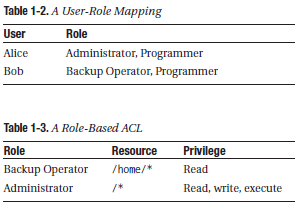 Table 1-2. A User-Role Mapping
User Role
Alice Administrator, Programmer
Bob Backup Operator, Programmer
Table 1-3. A Role-Based ACL
Role Resource Privilege
Backup Operator /home/* Read
Administrator /* Read, write, execute